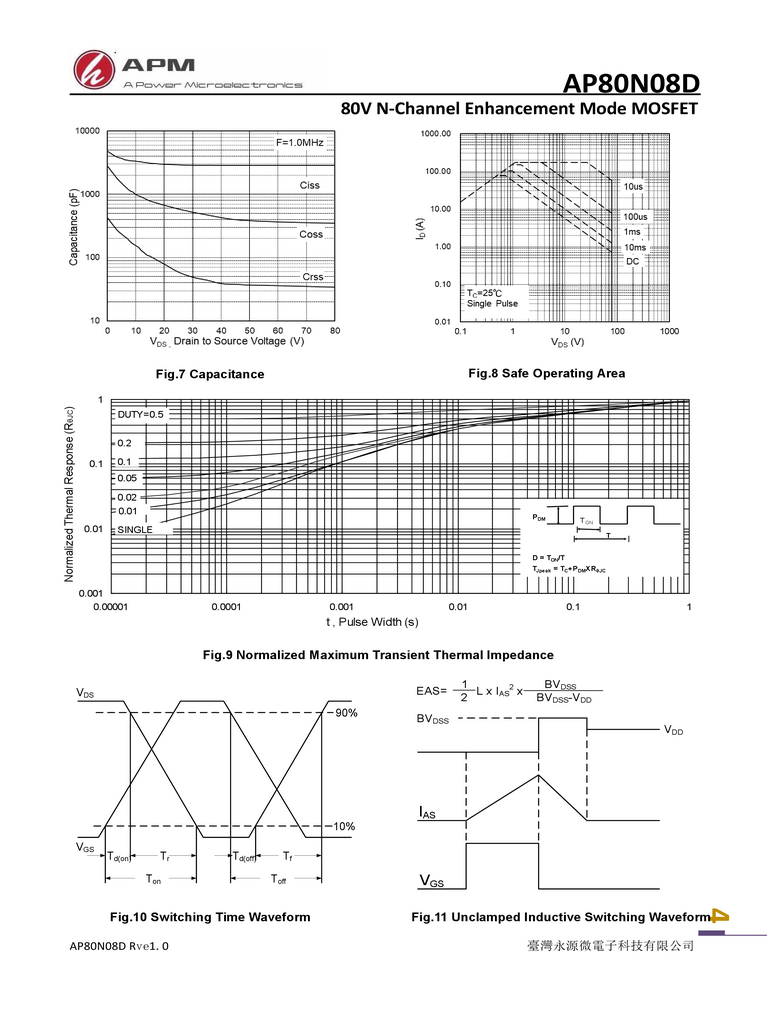 APM
A Power Microelectronics
AP80N08D
80V N-Channel Enhancement Mode MOSFET
10000
1000
100
10
Capacitance (pF)
F=1.0MHz
Ciss
Coss
Crss
0 10 20 30 40 50 60 70 80
VDS , Drain to Source Voltage (V)
Fig.7 Capacitance
1000.00
100.00
10.00
1.00
0.10
0.01
ID (A)
10us
100us
1ms
10ms
DC
TC=25℃
Single Pulse
0.1 1 10 100 1000
VDS (V)
Fig.8 Safe Operating Area
Normalized Thermal Response (RθJC)
1
0.1
0.01
0.001
DUTY=0.5
0.2
0.1
0.05
0.02
0.01
SINGLE
PDM
TON
T
D = TON/T
TJpeak = TC+PDMXRθJC
0.00001 0.0001 0.001 0.01 0.1 1
t , Pulse Width (s)
Fig.9 Normalized Maximum Transient Thermal Impedance
VDS
90%
10%
VGS
Td(on) Tr Td(off) Tf
Ton Toff
Fig.10 Switching Time Waveform
EAS= 1/2 L x IAS2 x BVDSS/BVDSS-VDD
BVDSS
VDD
IAS
VGS
Fig.11 Unclamped Inductive Switching Waveform
4
AP80N08D Rve1.0
臺灣永源微電子科技有限公司